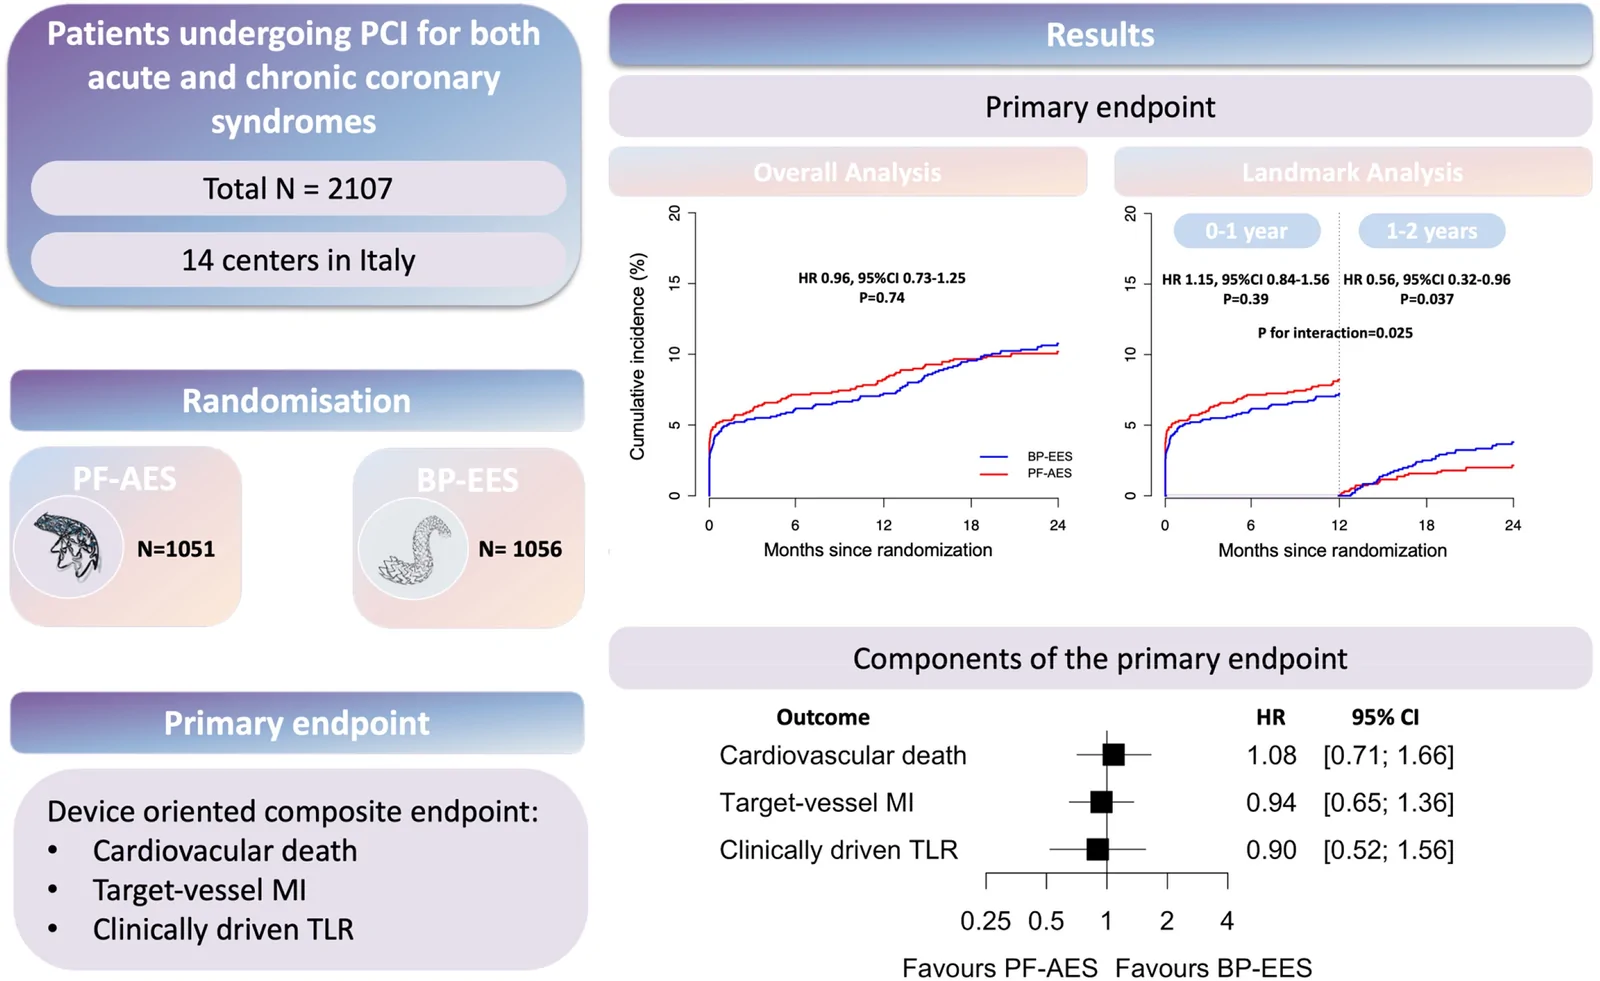 Patients undergoing PCI for both
acute and chronic coronary
syndromes
Total N = 2107
14 centers in Italy
Randomisation
PF-AES
N=1051
BP-EES
N= 1056
Primary endpoint
Device oriented composite endpoint:
• Cardiovacular death
• Target-vessel MI
• Clinically driven TLR
Results
Primary endpoint
Overall Analysis
Cumulative incidence (%)
20
15
10
5
0
HR 0.96, 95%CI 0.73-1.25
P=0.74
BP-EES
PF-AES
0 6 12 18 24
Months since randomization
Landmark Analysis
20
15
10
5
0
0-1 year
1-2 years
HR 1.15, 95%CI 0.84-1.56
P=0.39
HR 0.56, 95%CI 0.32-0.96
P=0.037
P for interaction=0.025
0 6 12 18 24
Months since randomization
Components of the primary endpoint
Outcome HR 95% CI
Cardiovascular death 1.08 [0.71; 1.66]
Target-vessel MI 0.94 [0.65; 1.36]
Clinically driven TLR 0.90 [0.52; 1.56]
0.25 0.5 1 2 4
Favours PF-AES Favours BP-EES